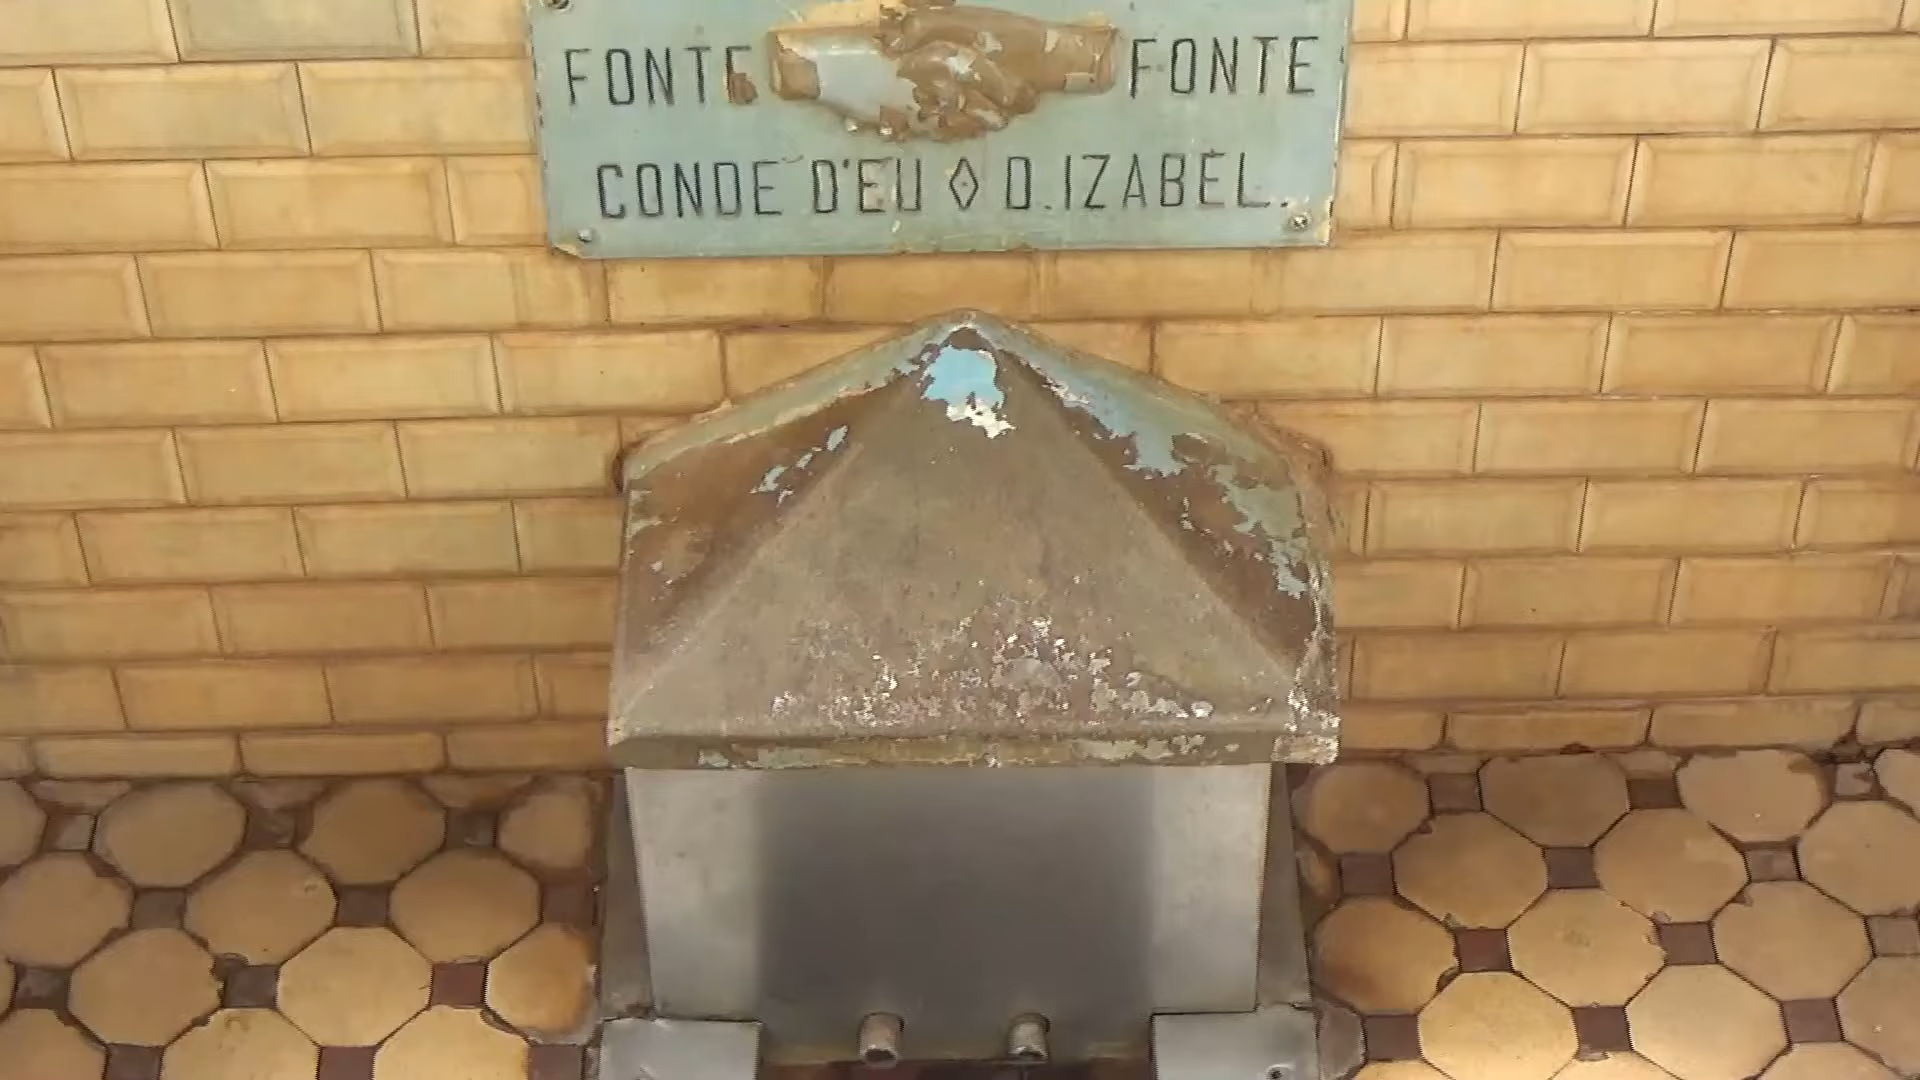 FONTE FONTE
CONDE D'EU ◊ D. IZABEL.